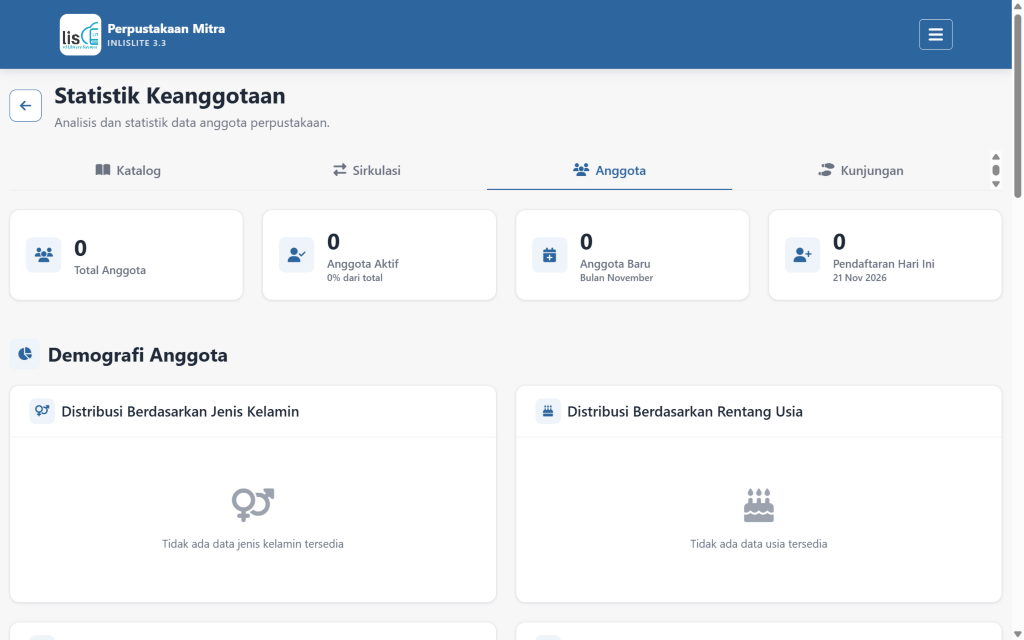 lis
Perpustakaan Mitra
INLISLITE 3.3
Statistik Keanggotaan
Analisis dan statistik data anggota perpustakaan.
Katalog
Sirkulasi
Anggota
Kunjungan
0
Total Anggota
0
Anggota Aktif
0% dari total
0
Anggota Baru
Bulan November
0
Pendaftaran Hari Ini
21 Nov 2026
Demografi Anggota
Distribusi Berdasarkan Jenis Kelamin
Distribusi Berdasarkan Rentang Usia
Tidak ada data jenis kelamin tersedia
Tidak ada data usia tersedia